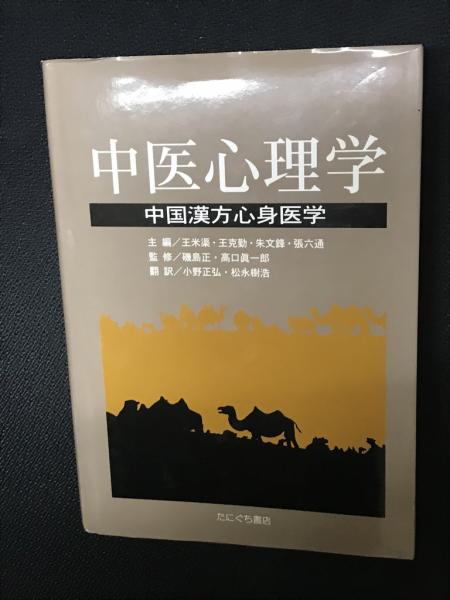 中医心理学
中国漢方心身医学
主 編／王米渠・王克勤・朱文鋒・張六通
監 修／磯島正・高口眞一郎
翻 訳／小野正弘・松永樹浩
たにぐち書店